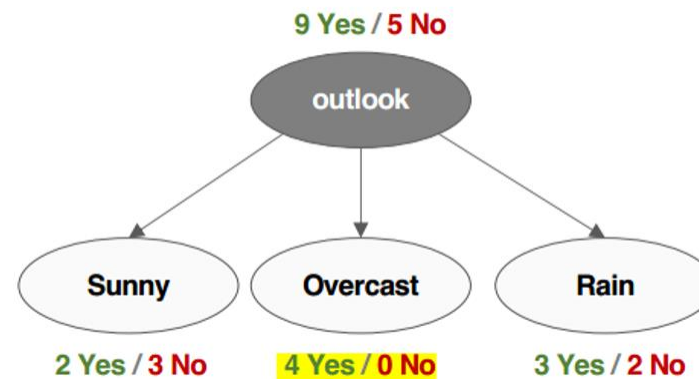 9 Yes / 5 No
outlook
Sunny
Overcast
Rain
2 Yes / 3 No
4 Yes / 0 No
3 Yes / 2 No